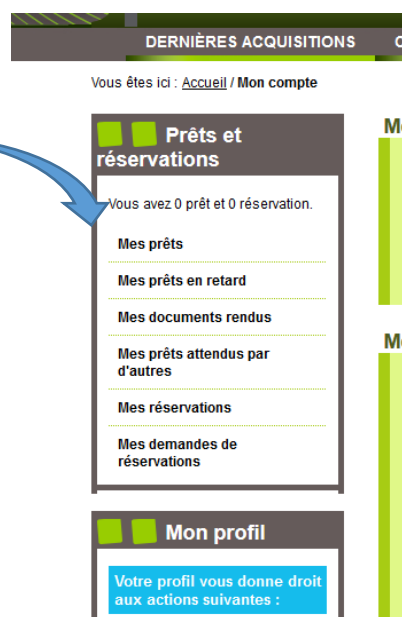 DERNIÈRES ACQUISITIONS
Vous êtes ici : Accueil / Mon compte
Prêts et
réservations
Vous avez 0 prêt et 0 réservation.
Mes prêts
Mes prêts en retard
Mes documents rendus
Mes prêts attendus par
d'autres
Mes réservations
Mes demandes de
réservations
Mon profil
Votre profil vous donne droit
aux actions suivantes :